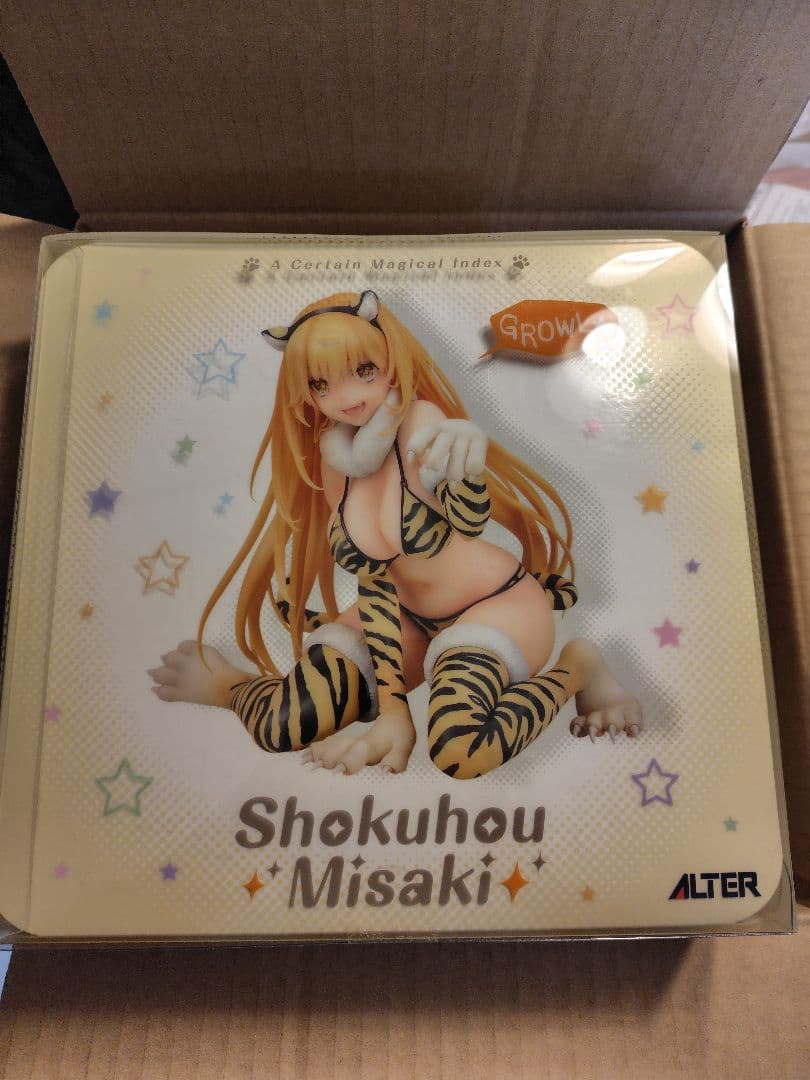 A Certain Magical Index
GROWL
Shokuhou
Misaki
ALTER